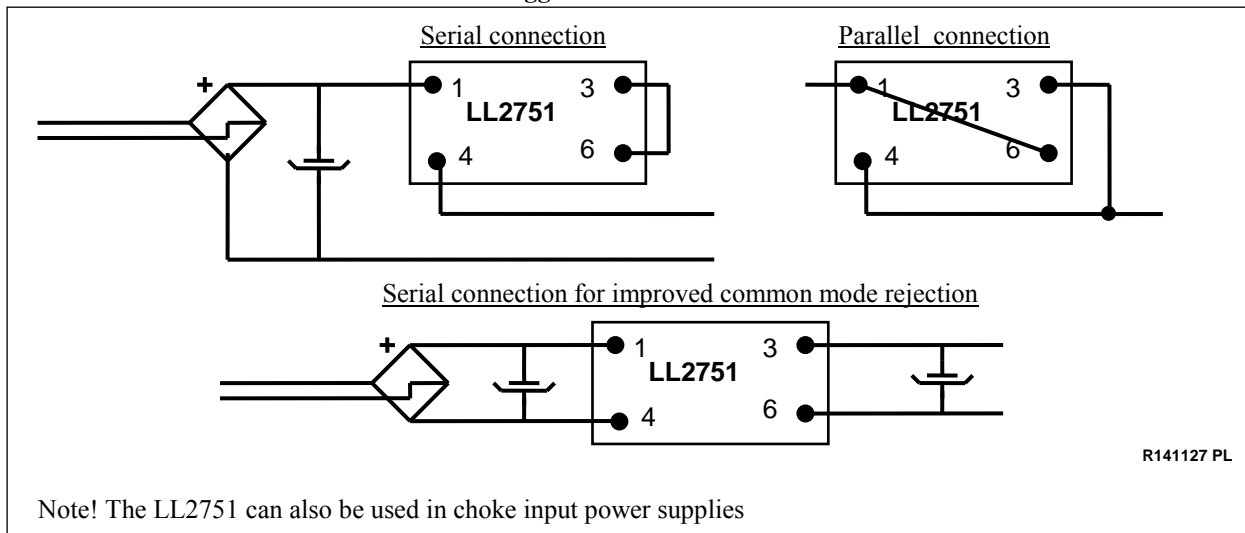 Serial connection
Parallel connection
+
1
3
LL2751
4
6
1
3
LL2751
4
6
Serial connection for improved common mode rejection
+
1
3
LL2751
4
6
R141127 PL
Note! The LL2751 can also be used in choke input power supplies